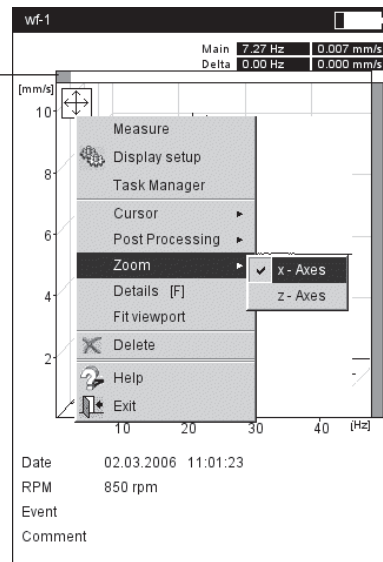 wf-1
Main 7.27 Hz 0.007 mm/s
Delta 0.00 Hz 0.000 mm/s
[mm/s]
10
Measure
Display setup
8
Task Manager
Cursor
6
Post Processing
Zoom
x - Axes
Details [F]
z - Axes
4
Fit viewport
Delete
2
Help
Exit
10 20 30 40 [Hz]
Date 02.03.2006 11:01:23
RPM 850 rpm
Event
Comment